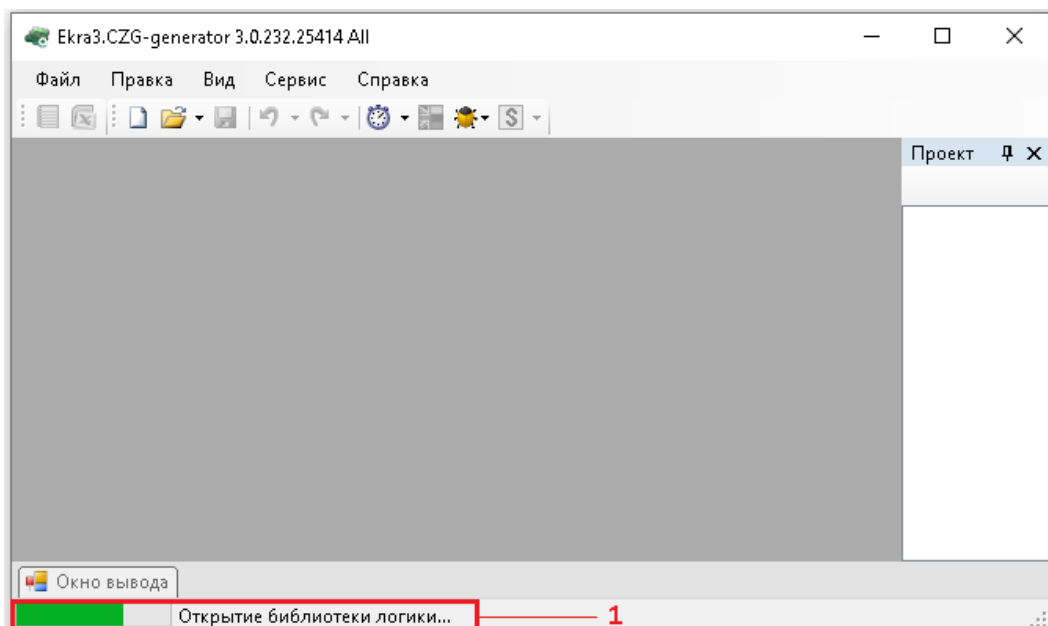 Ekra3.CZG-generator 3.0.232.25414 All
Файл Правка Вид Сервис Справка
S
Проект
Окно вывода
Открытие библиотеки логики...
1